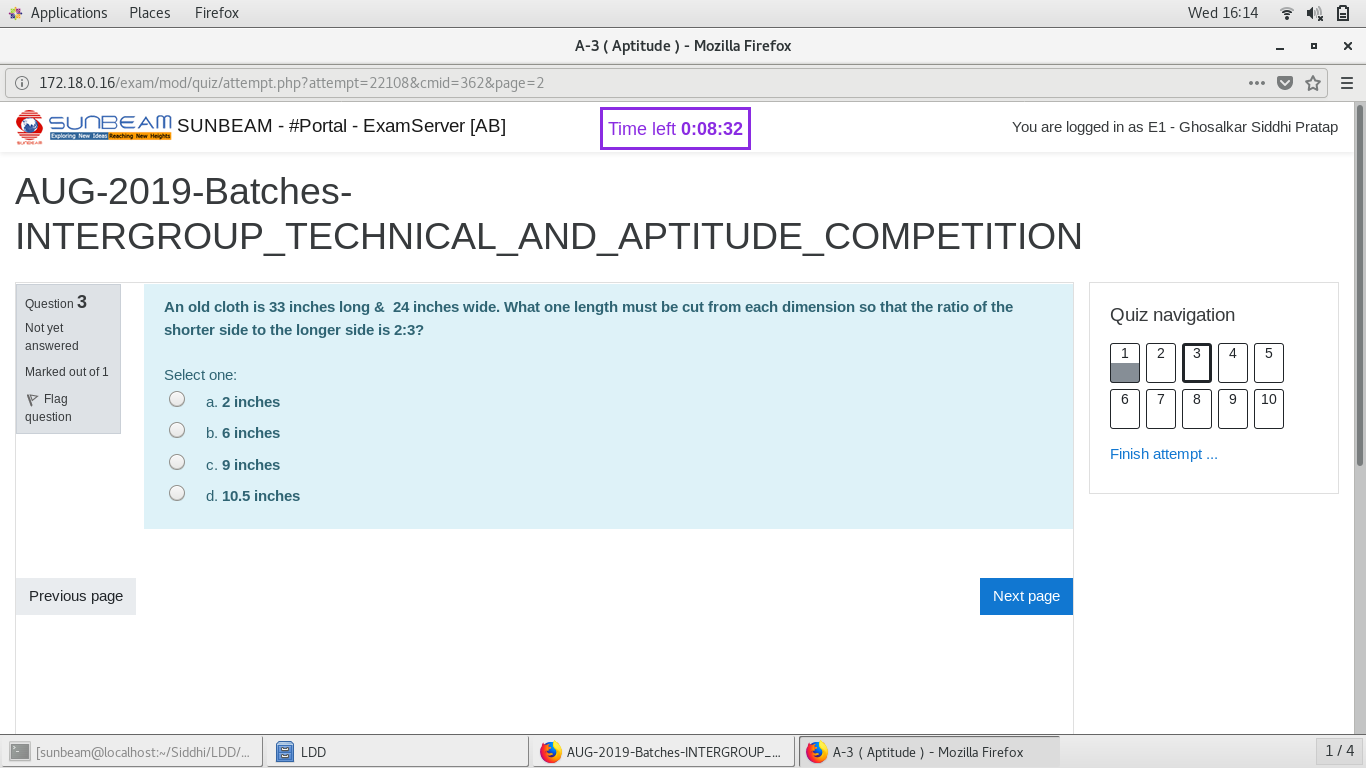 Applications Places Firefox Wed 16:14
A-3 ( Aptitude ) - Mozilla Firefox
172.18.0.16/exam/mod/quiz/attempt.php?attempt=22108&cmid=362&page=2
SUNBEAM SUNBEAM - #Portal - ExamServer [AB] Time left 0:08:32 You are logged in as E1 - Ghosalkar Siddhi Pratap
Exploring New Ideas Reaching New Heights
SUNBEAM
AUG-2019-Batches-
INTERGROUP_TECHNICAL_AND_APTITUDE_COMPETITION
Question 3
Not yet
answered
Marked out of 1
Flag
question
An old cloth is 33 inches long &  24 inches wide. What one length must be cut from each dimension so that the ratio of the
shorter side to the longer side is 2:3?
Select one:
a. 2 inches
b. 6 inches
c. 9 inches
d. 10.5 inches
Previous page
Next page
Quiz navigation
1 2 3 4 5
6 7 8 9 10
Finish attempt ...
[sunbeam@localhost:~/Siddhi/LDD/... LDD AUG-2019-Batches-INTERGROUP_... A-3 ( Aptitude ) - Mozilla Firefox 1 / 4